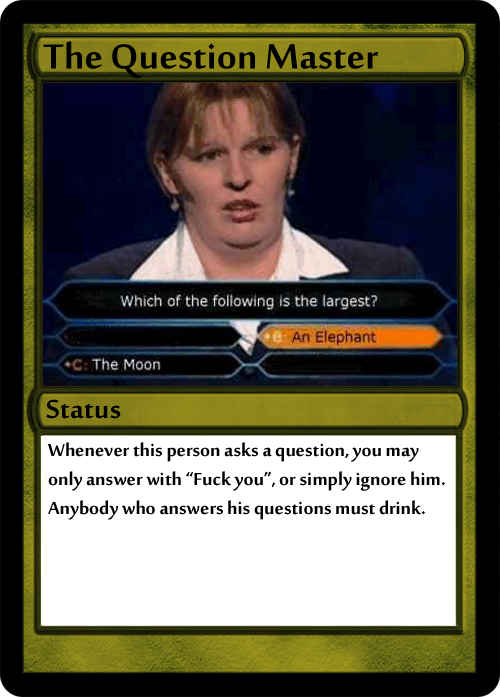 The Question Master
Which of the following is the largest?
B: An Elephant
C: The Moon
Status
Whenever this person asks a question, you may
only answer with “Fuck you”, or simply ignore him.
Anybody who answers his questions must drink.